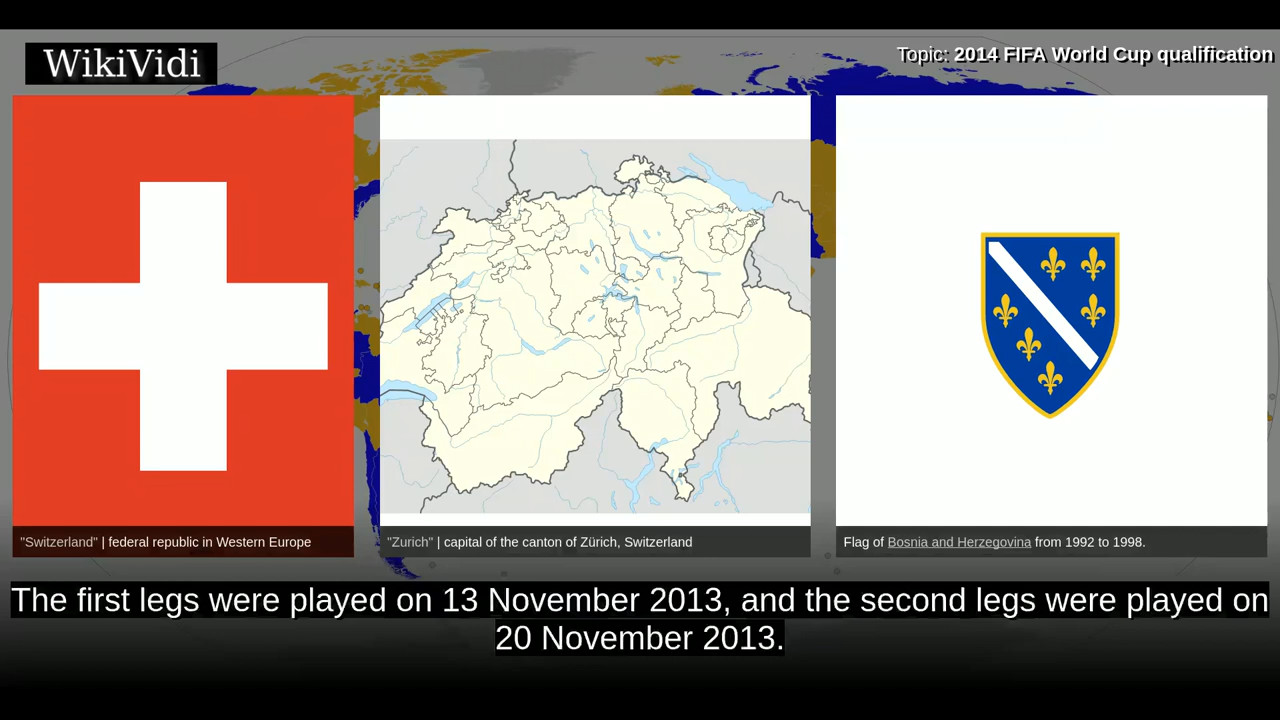 WikiVidi
Topic: 2014 FIFA World Cup qualification
"Switzerland" | federal republic in Western Europe
"Zurich" | capital of the canton of Zürich, Switzerland
Flag of Bosnia and Herzegovina from 1992 to 1998.
The first legs were played on 13 November 2013, and the second legs were played on
20 November 2013.